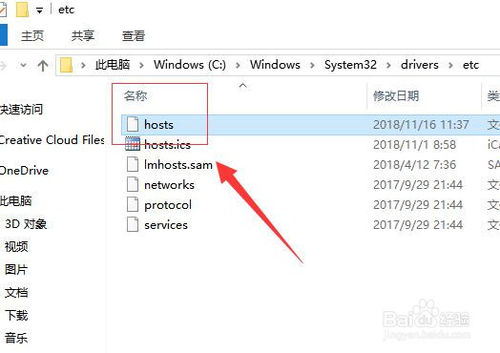 etc
主页 共享 查看
此电脑 Windows (C:) Windows System32 drivers etc
名称 修改日期
快速访问
Creative Cloud Files
OneDrive
此电脑
3D 对象
视频
图片
文档
下载
音乐
hosts 2018/11/16 11:37 文
hosts.ics 2018/11/1 8:58 iCa
lmhosts.sam 2018/4/12 7:36 SA
networks 2017/9/29 21:44 文
protocol 2017/9/29 21:44 文
services 2017/9/29 21:44 文
Baidu 经验
jingyan.baidu.com